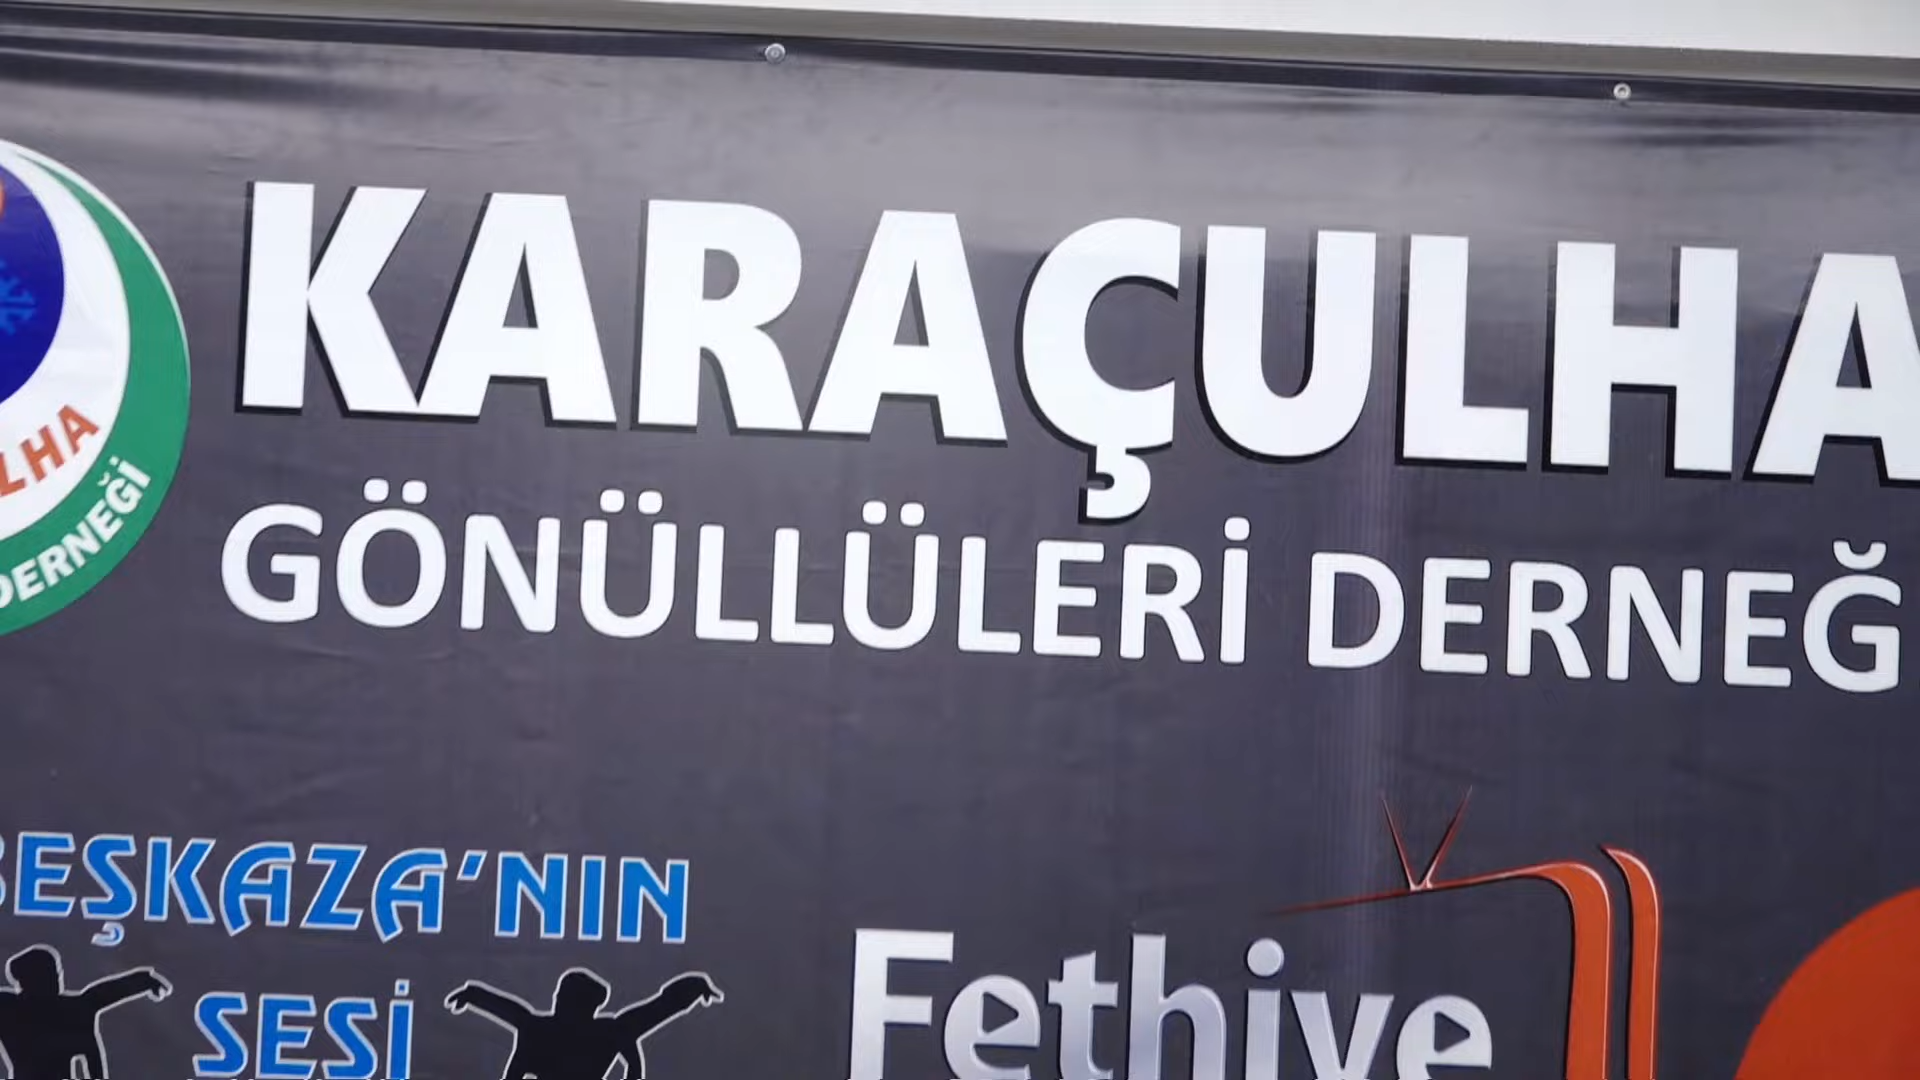 KARAÇULHA
GÖNÜLLÜLERİ DERNEĞ
LHA
DERNEĞİ
BEŞKAZA'NIN
SESİ
Fethiye